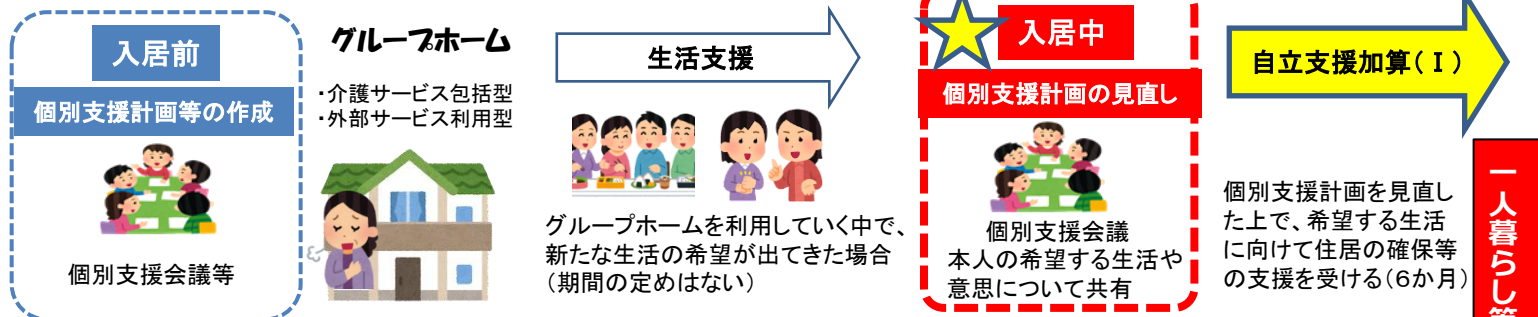 入居前
個別支援計画等の作成
個別支援会議等
グループホーム
・介護サービス包括型
・外部サービス利用型
生活支援
グループホームを利用していく中で、
新たな生活の希望が出てきた場合
（期間の定めはない）
入居中
個別支援計画の見直し
個別支援会議
本人の希望する生活や
意思について共有
自立支援加算（Ⅰ）
個別支援計画を見直し
た上で、希望する生活
に向けて住居の確保等
の支援を受ける（６か月）
一人暮らし等